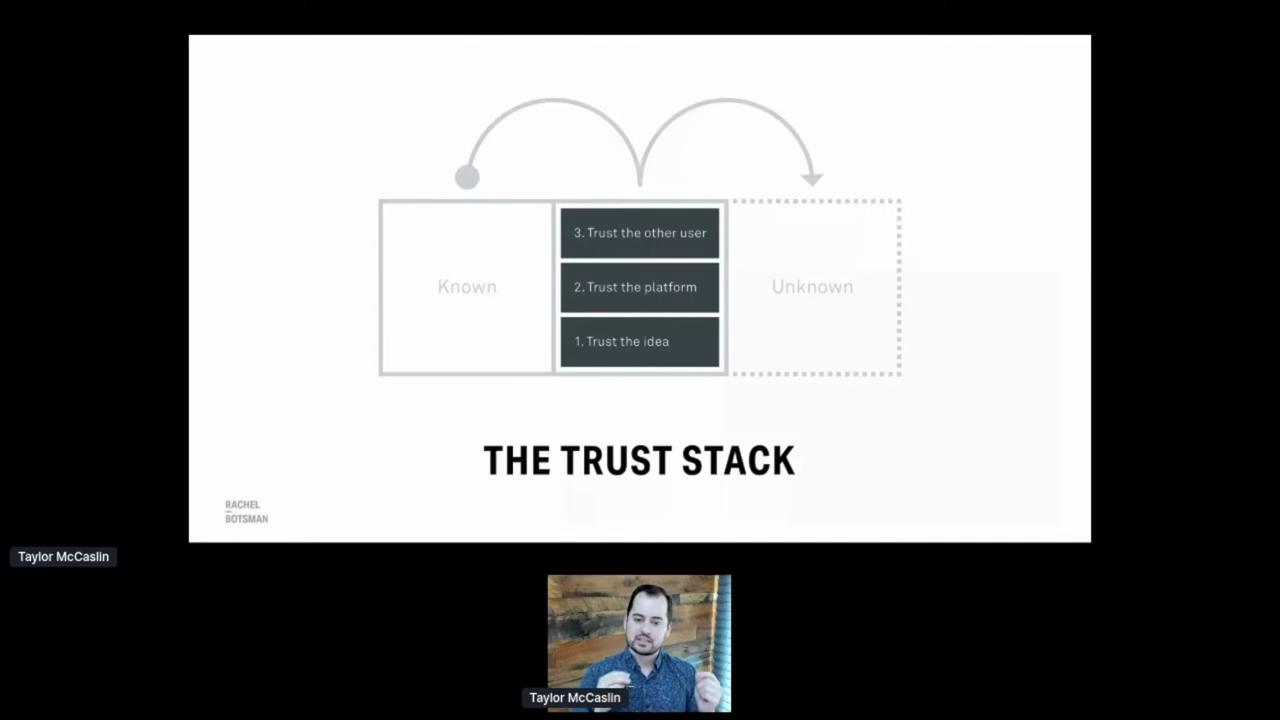 3. Trust the other user
Known
2. Trust the platform
Unknown
1. Trust the idea
THE TRUST STACK
RACHEL
BOTSMAN
Taylor McCaslin
Taylor McCaslin